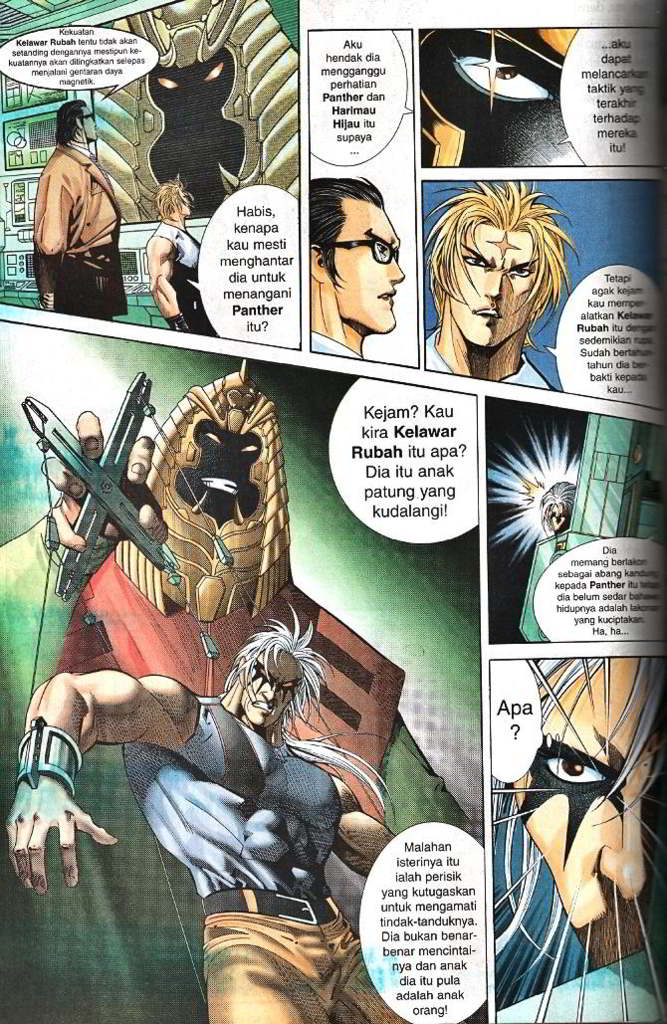 Kekuatan
Kelawar Rubah tentu tidak akan
setanding dengannya mestipun ke-
kuatannya akan ditingkatkan selepas
menjalani gentaran daya
magnetik.
Aku
hendak dia
mengganggu
perhatian
Panther dan
Harimau
Hijau itu
supaya
...
...aku
dapat
melancarkan
taktik yang
terakhir
terhadap
mereka
itu!
Habis,
kenapa
kau mesti
menghantar
dia untuk
menangani
Panther
itu?
Tetapi
agak kejam
kau memper-
alatkan Kelawar
Rubah itu dengan
sedemikian rupa.
Sudah bertahun-
tahun dia ber-
bakti kepada
kau...
Kejam? Kau
kira Kelawar
Rubah itu apa?
Dia itu anak
patung yang
kudalangi!
Dia
memang berlakon
sebagai abang kandung
kepada Panther itu tetapi
dia belum sedar bahawa
hidupnya adalah lakonan
yang kuciptakan.
Ha, ha...
Apa
?
Malahan
isterinya itu
ialah perisik
yang kutugaskan
untuk mengamati
tindak-tanduknya.
Dia bukan benar-
benar mencintai-
nya dan anak
dia itu pula
adalah anak
orang!